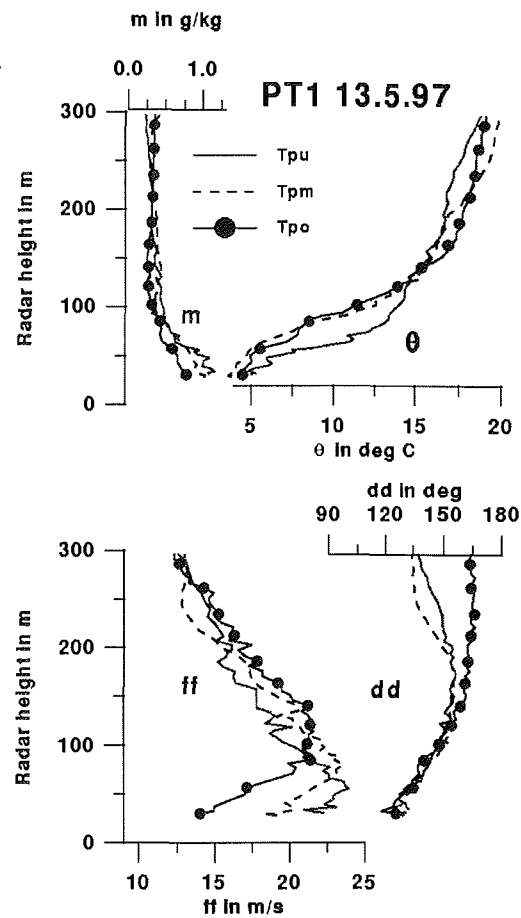 m in g/kg
0.0 1.0
PT1 13.5.97
300
200
100
0
Radar height in m
Tpu
Tpm
Tpo
m
θ
5 10 15 20
θ in deg C
dd in deg
90 120 150 180
300
200
100
0
Radar height in m
ff
dd
10 15 20 25
ff in m/s